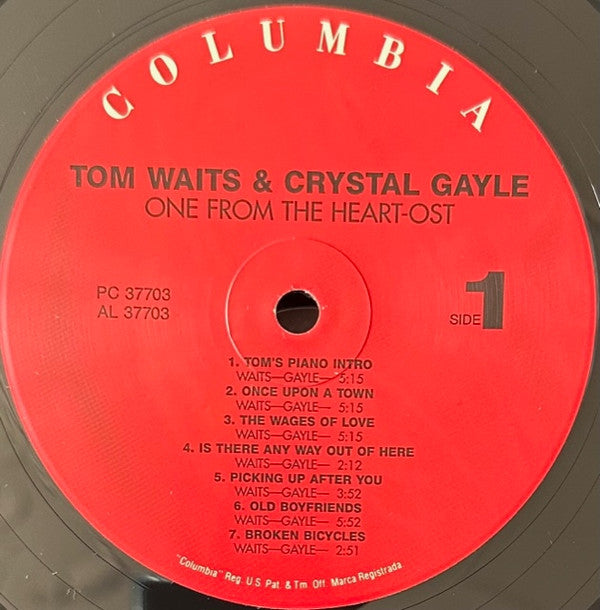 COLUMBIA
TOM WAITS & CRYSTAL GAYLE
ONE FROM THE HEART-OST
PC 37703
AL 37703
SIDE 1
1. TOM'S PIANO INTRO
WAITS—GAYLE— 5:15
2. ONCE UPON A TOWN
WAITS—GAYLE— 5:15
3. THE WAGES OF LOVE
WAITS—GAYLE— 5:15
4. IS THERE ANY WAY OUT OF HERE
WAITS—GAYLE— 2:12
5. PICKING UP AFTER YOU
WAITS—GAYLE— 3:52
6. OLD BOYFRIENDS
WAITS—GAYLE— 5:52
7. BROKEN BICYCLES
WAITS—GAYLE— 2:51
"Columbia" Reg. U.S. Pat. & Tm. Off. Marca Registrada.